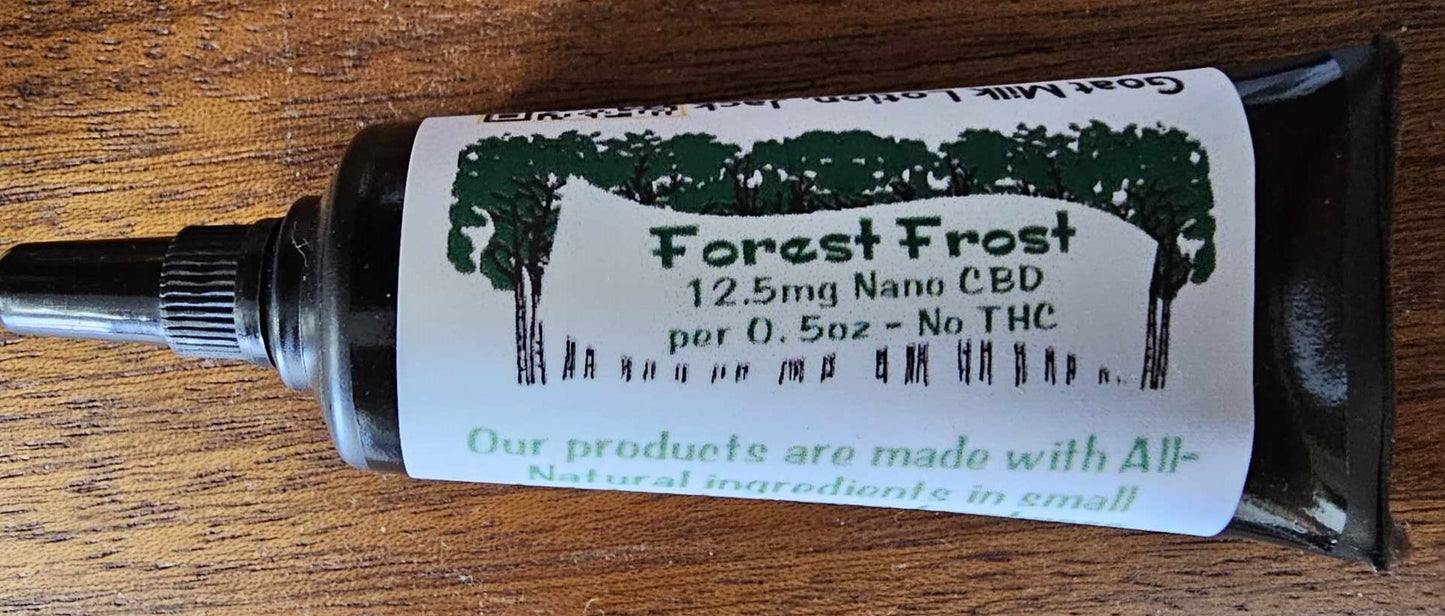 Goat Milk Lotion, Jack
Forest Frost
12.5mg Nano CBD
per 0.5oz - No THC
Our products are made with All-
Natural ingredients in small